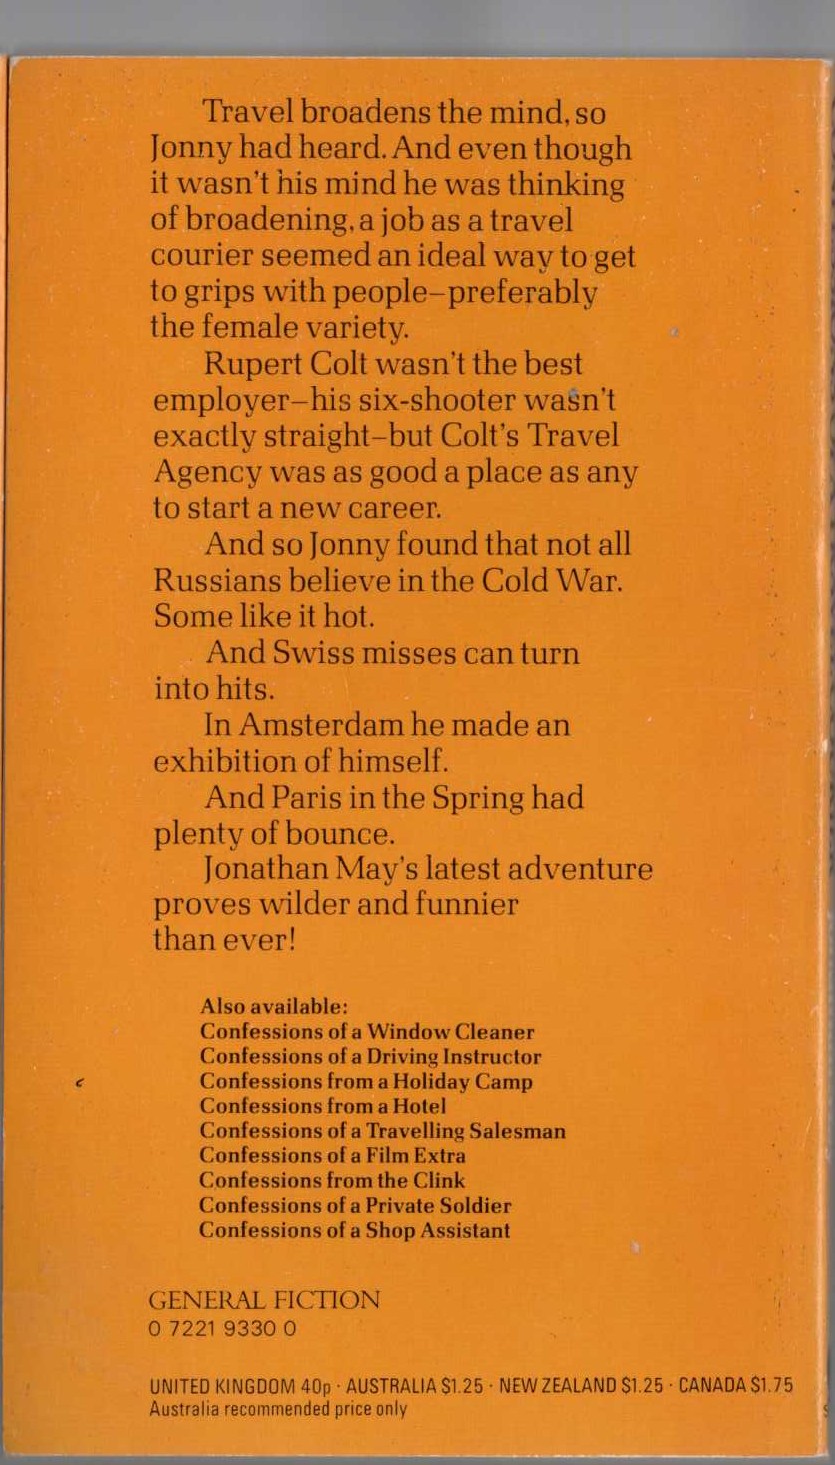 Travel broadens the mind, so
Jonny had heard. And even though
it wasn't his mind he was thinking
of broadening, a job as a travel
courier seemed an ideal way to get
to grips with people–preferably
the female variety.
Rupert Colt wasn't the best
employer–his six-shooter wasn't
exactly straight–but Colt's Travel
Agency was as good a place as any
to start a new career.
And so Jonny found that not all
Russians believe in the Cold War.
Some like it hot.
And Swiss misses can turn
into hits.
In Amsterdam he made an
exhibition of himself.
And Paris in the Spring had
plenty of bounce.
Jonathan May's latest adventure
proves wilder and funnier
than ever!
Also available:
Confessions of a Window Cleaner
Confessions of a Driving Instructor
Confessions from a Holiday Camp
Confessions from a Hotel
Confessions of a Travelling Salesman
Confessions of a Film Extra
Confessions from the Clink
Confessions of a Private Soldier
Confessions of a Shop Assistant
GENERAL FICTION
0 7221 9330 0
UNITED KINGDOM 40p · AUSTRALIA $1.25 · NEW ZEALAND $1.25 · CANADA $1.75
Australia recommended price only